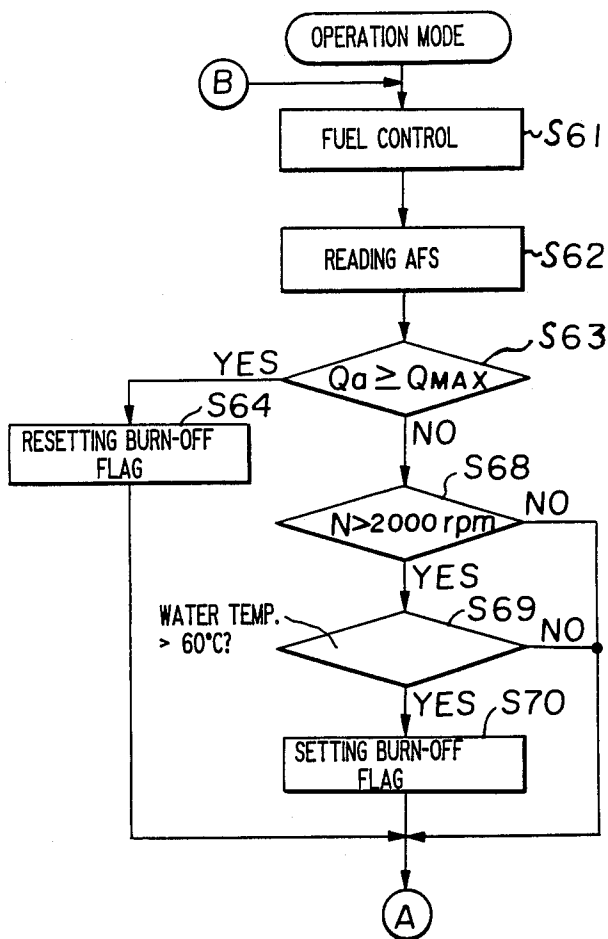 OPERATION MODE
B
FUEL CONTROL
S61
READING AFS
S62
S63
YES
Qa ≥ QMAX
S64
NO
RESETTING BURN-OFF
FLAG
S68
NO
N>2000 rpm
YES
S69
WATER TEMP.
> 60°C?
NO
YES
S70
SETTING BURN-OFF
FLAG
A